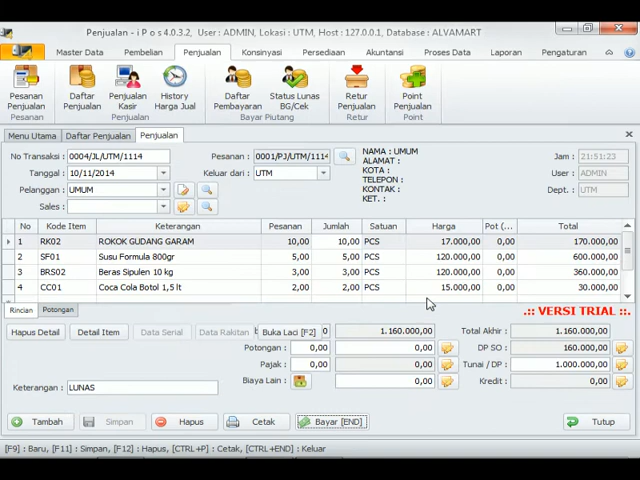 Penjualan - i P o s 4.0.3.2, User : ADMIN, Dept. : UTM, Host : 127.0.0.1, Database : ALVAMART
Master Data Pembelian Penjualan Konsinyasi Persediaan Akuntansi Proses Data Laporan Pengaturan
Pesanan Penjualan
Daftar Penjualan
Penjualan Kasir
History Harga Jual
Daftar Pembayaran
Status Lunas BG/Cek
Retur Penjualan
Point Penjualan
Pesanan Penjualan Bayar Piutang Retur Point
Menu Utama Daftar Penjualan Penjualan
No Transaksi : 0004/JL/UTM/1114
Pesanan : 0001/PJ/UTM/1114
Tanggal : 10/11/2014
Keluar dari : UTM
Pelanggan : UMUM
Sales :
NAMA : UMUM
ALAMAT :
KOTA :
TELEPON :
KONTAK :
KET. :
Jam : 21:51:23
User : ADMIN
Dept. : UTM
No Kode Item Keterangan Pesanan Jumlah Satuan Harga Pot (... Total
1 RK02 ROKOK GUDANG GARAM 10,00 10,00 PCS 17.000,00 0,00 170.000,00
2 SF01 Susu Formula 800gr 5,00 5,00 PCS 120.000,00 0,00 600.000,00
3 BRS02 Beras Sipulen 10 kg 3,00 3,00 PCS 120.000,00 0,00 360.000,00
4 CC01 Coca Cola Botol 1,5 lt 2,00 2,00 PCS 15.000,00 0,00 30.000,00
Rincian Potongan
.:: VERSI TRIAL ::.
Hapus Detail Detail Item Data Serial Data Rakitan Buka Laci [F2] 0 1.160.000,00
Potongan : 0,00 0,00
Pajak : 0,00 0,00
Biaya Lain : 0,00
Total Akhir : 1.160.000,00
DP SO : 160.000,00
Tunai / DP : 1.000.000,00
Kredit : 0,00
Keterangan : LUNAS
Tambah Simpan Hapus Cetak Bayar [END] Tutup
[F9] : Baru, [F11] : Simpan, [F12] : Hapus, [CTRL+P] : Cetak, [CTRL+END] : Keluar